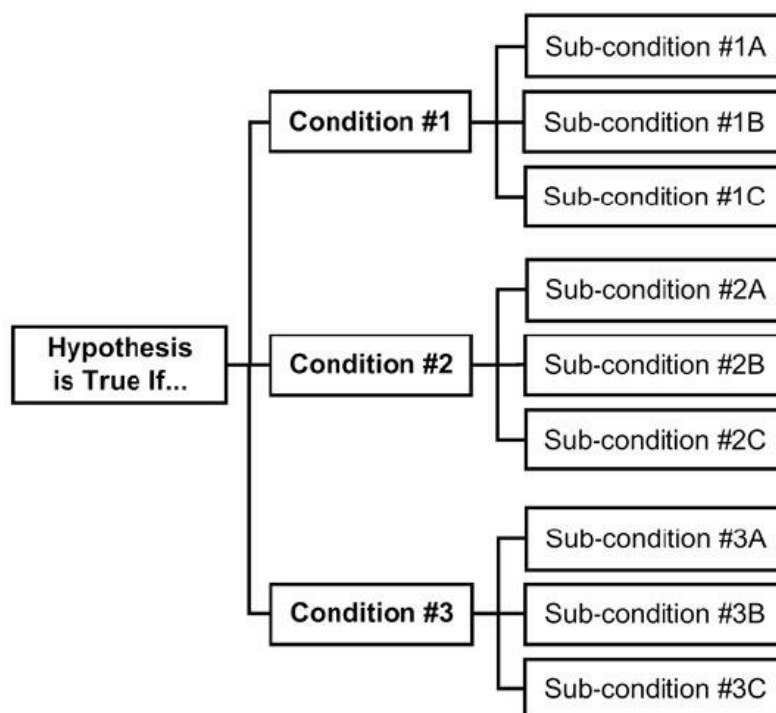 Sub-condition #1A
Condition #1
Sub-condition #1B
Sub-condition #1C
Sub-condition #2A
Hypothesis
is True If...
Condition #2
Sub-condition #2B
Sub-condition #2C
Sub-condition #3A
Condition #3
Sub-condition #3B
Sub-condition #3C